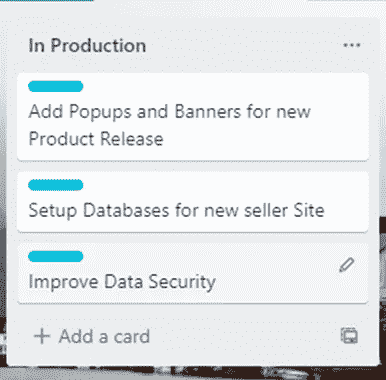 In Production
Add Popups and Banners for new
Product Release
Setup Databases for new seller Site
Improve Data Security
+ Add a card